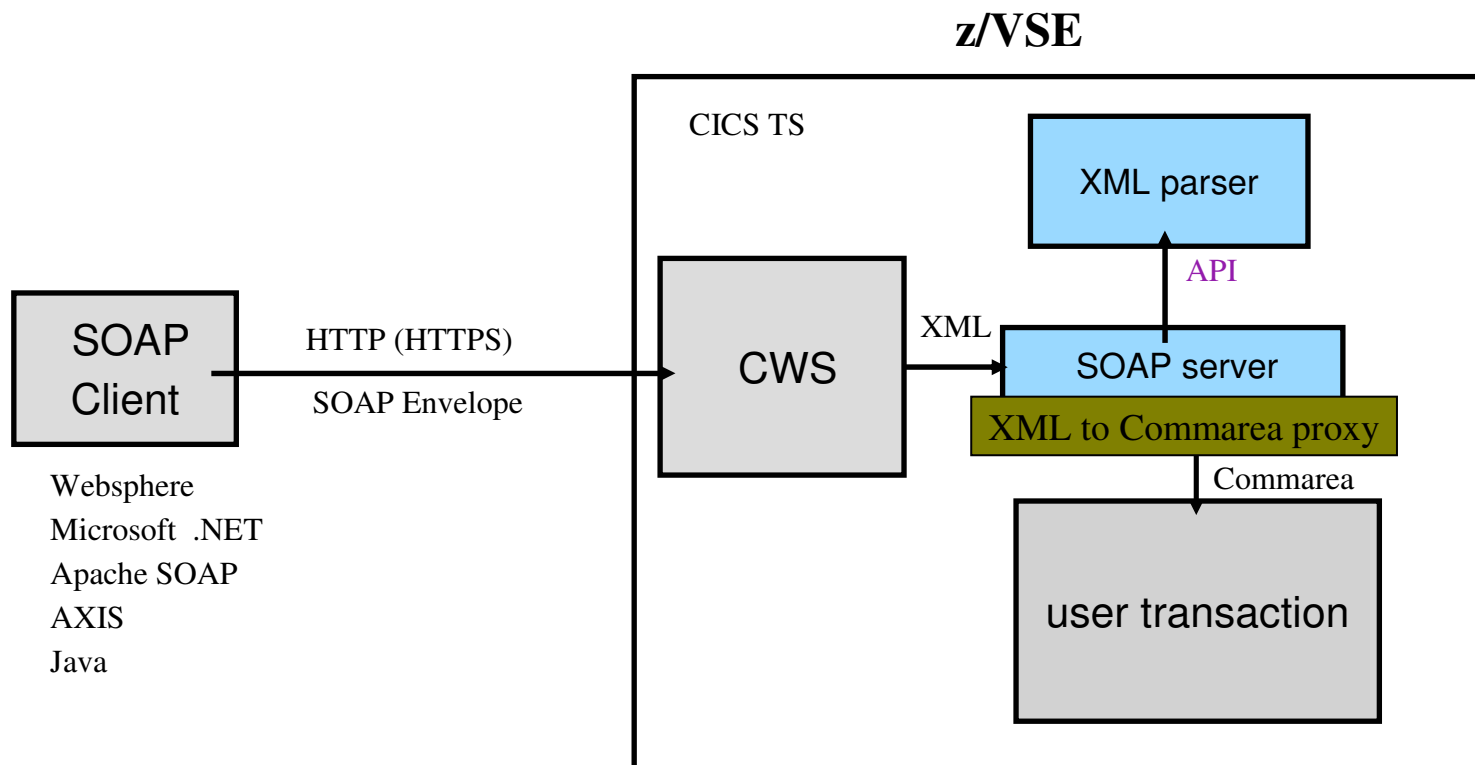 z/VSE
CICS TS
XML parser
API
SOAP
Client
HTTP (HTTPS)
SOAP Envelope
CWS
XML
SOAP server
XML to Commarea proxy
Commarea
user transaction
Websphere
Microsoft .NET
Apache SOAP
AXIS
Java